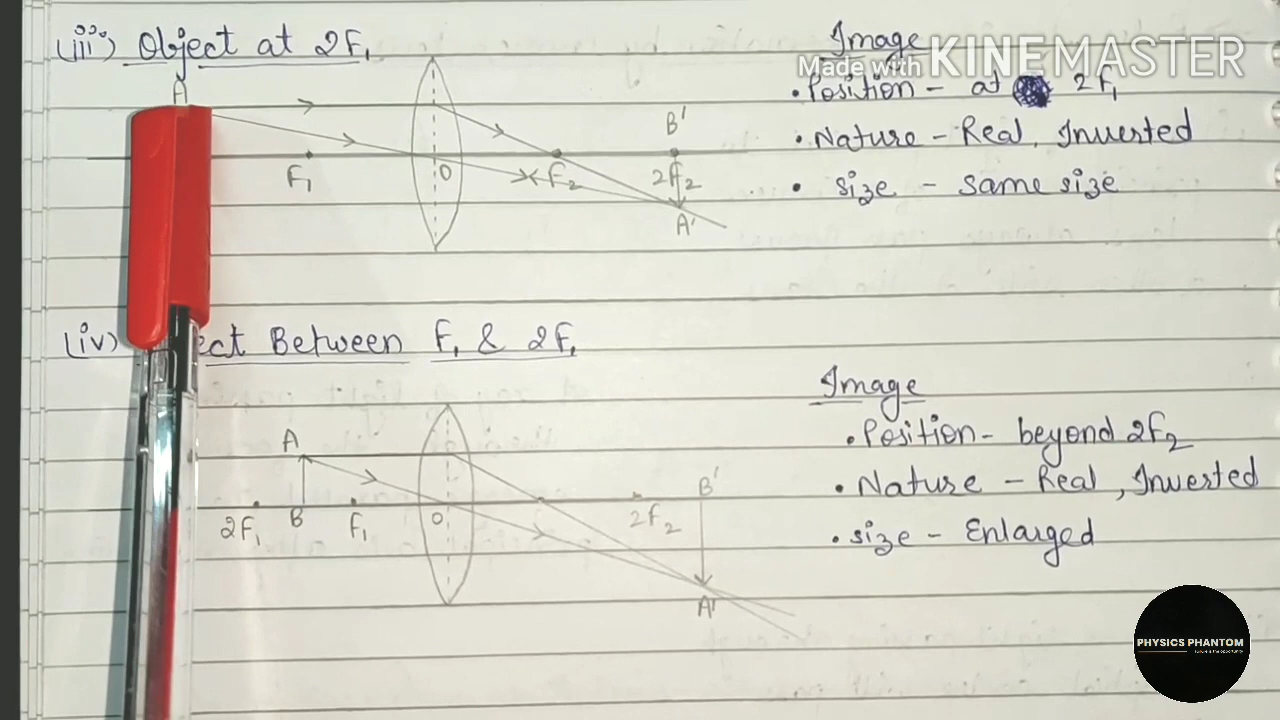 (iii) Object at 2F₁
Image
Made with KINEMASTER
• Position - at 2F₁
• Nature - Real, Inverted
• Size - Same size
A
F₁
O
F₂
B'
2F₂
A'
(iv) ect Between F₁ & 2F₁
Image
• Position - beyond 2F₂
• Nature - Real, Inverted
• Size - Enlarged
A
2F₁
B
F₁
O
2F₂
B'
A'
PHYSICS PHANTOM